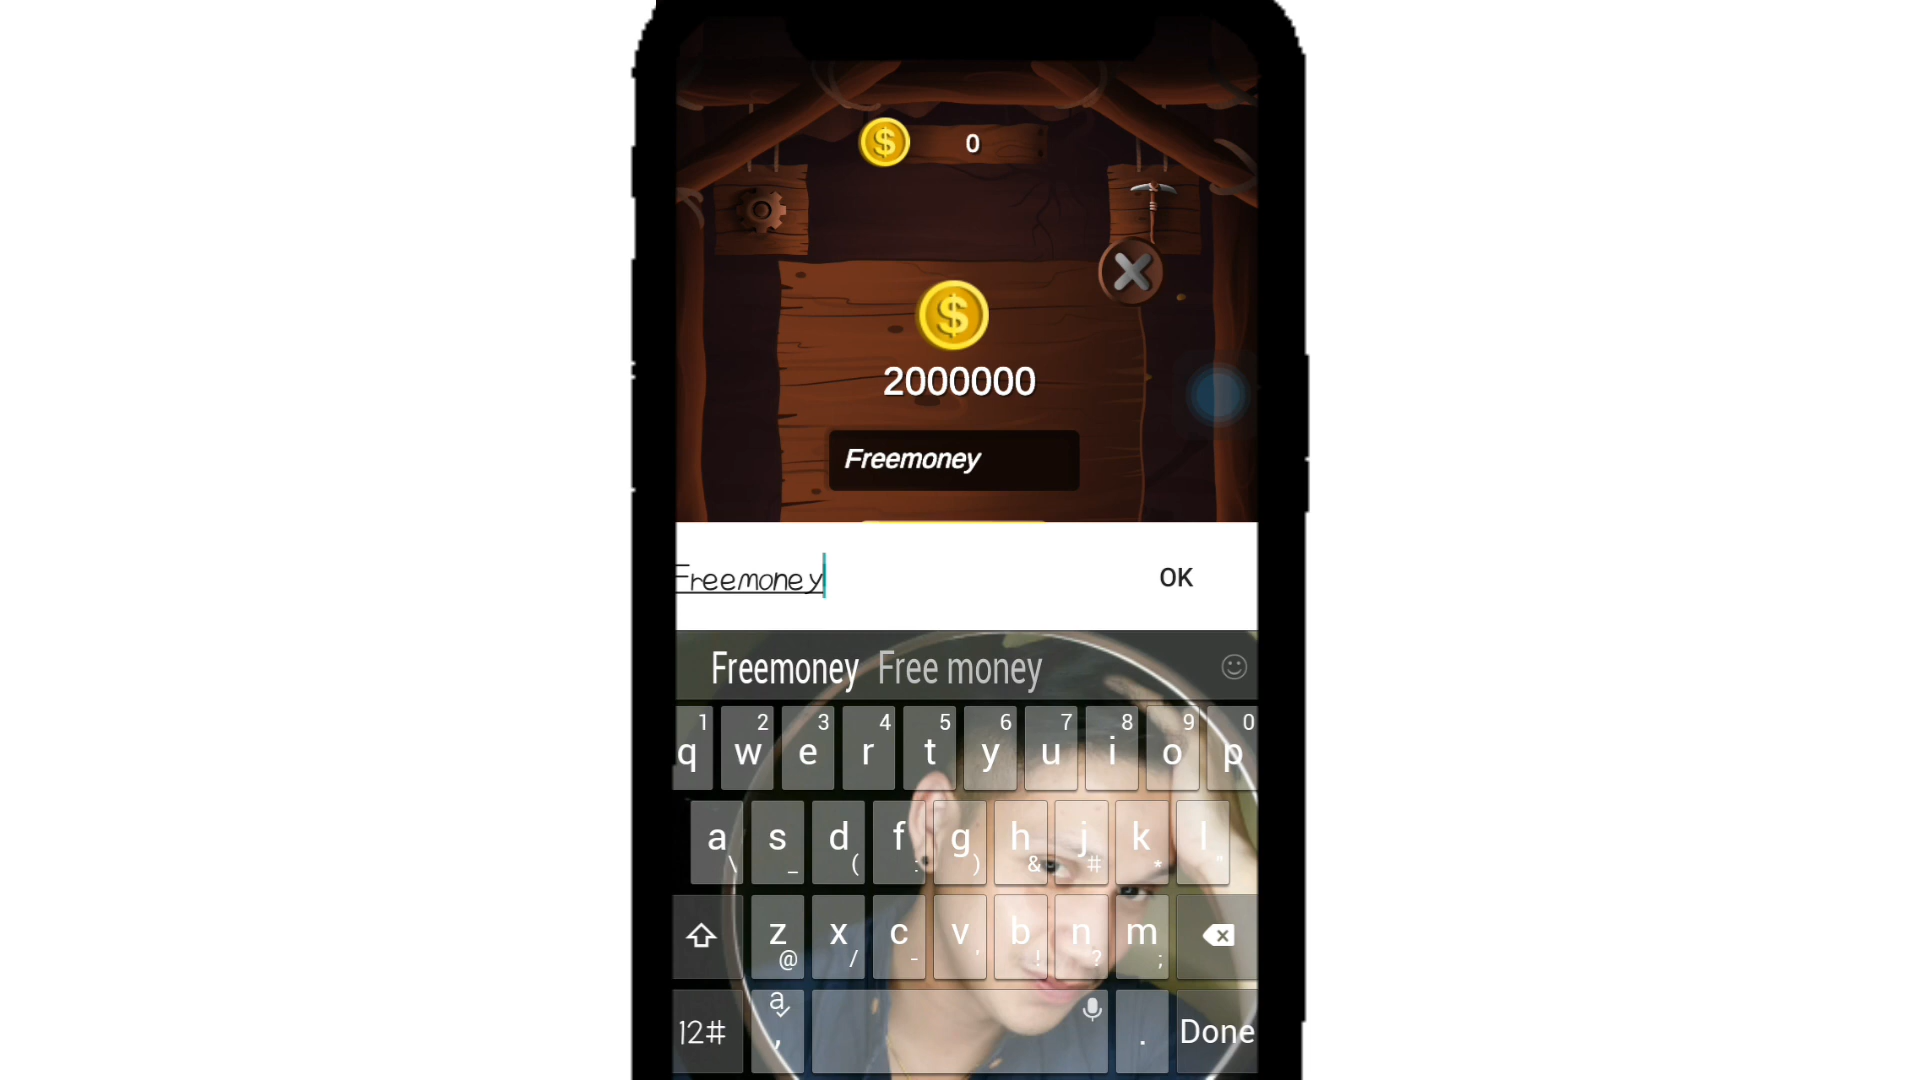 $ 0
$
2000000
Freemoney
Freemoney OK
Freemoney Free money
1 2 3 4 5 6 7 8 9 0
q w e r t y u i o p
a s d f g h j k l
\ _ ( : ) & # * "
z x c v b n m
@ / - ' ! ? ;
12# a , . Done